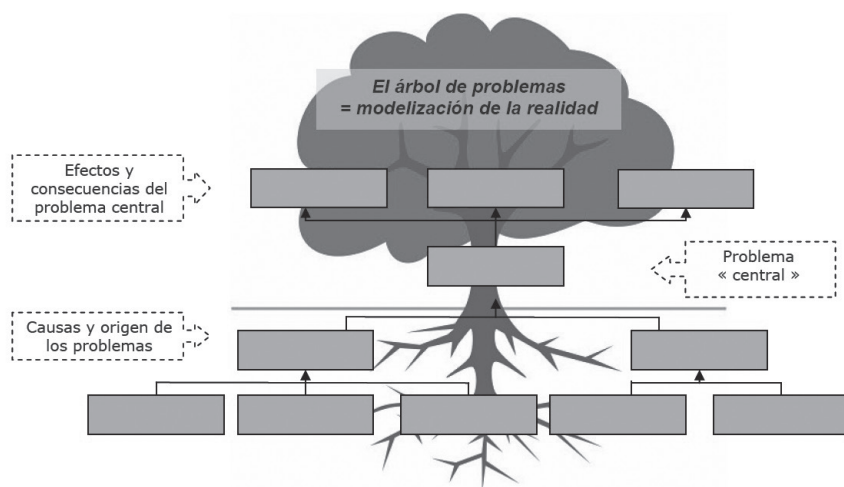 El árbol de problemas
= modelización de la realidad
Efectos y
consecuencias del
problema central
Problema
« central »
Causas y origen de
los problemas